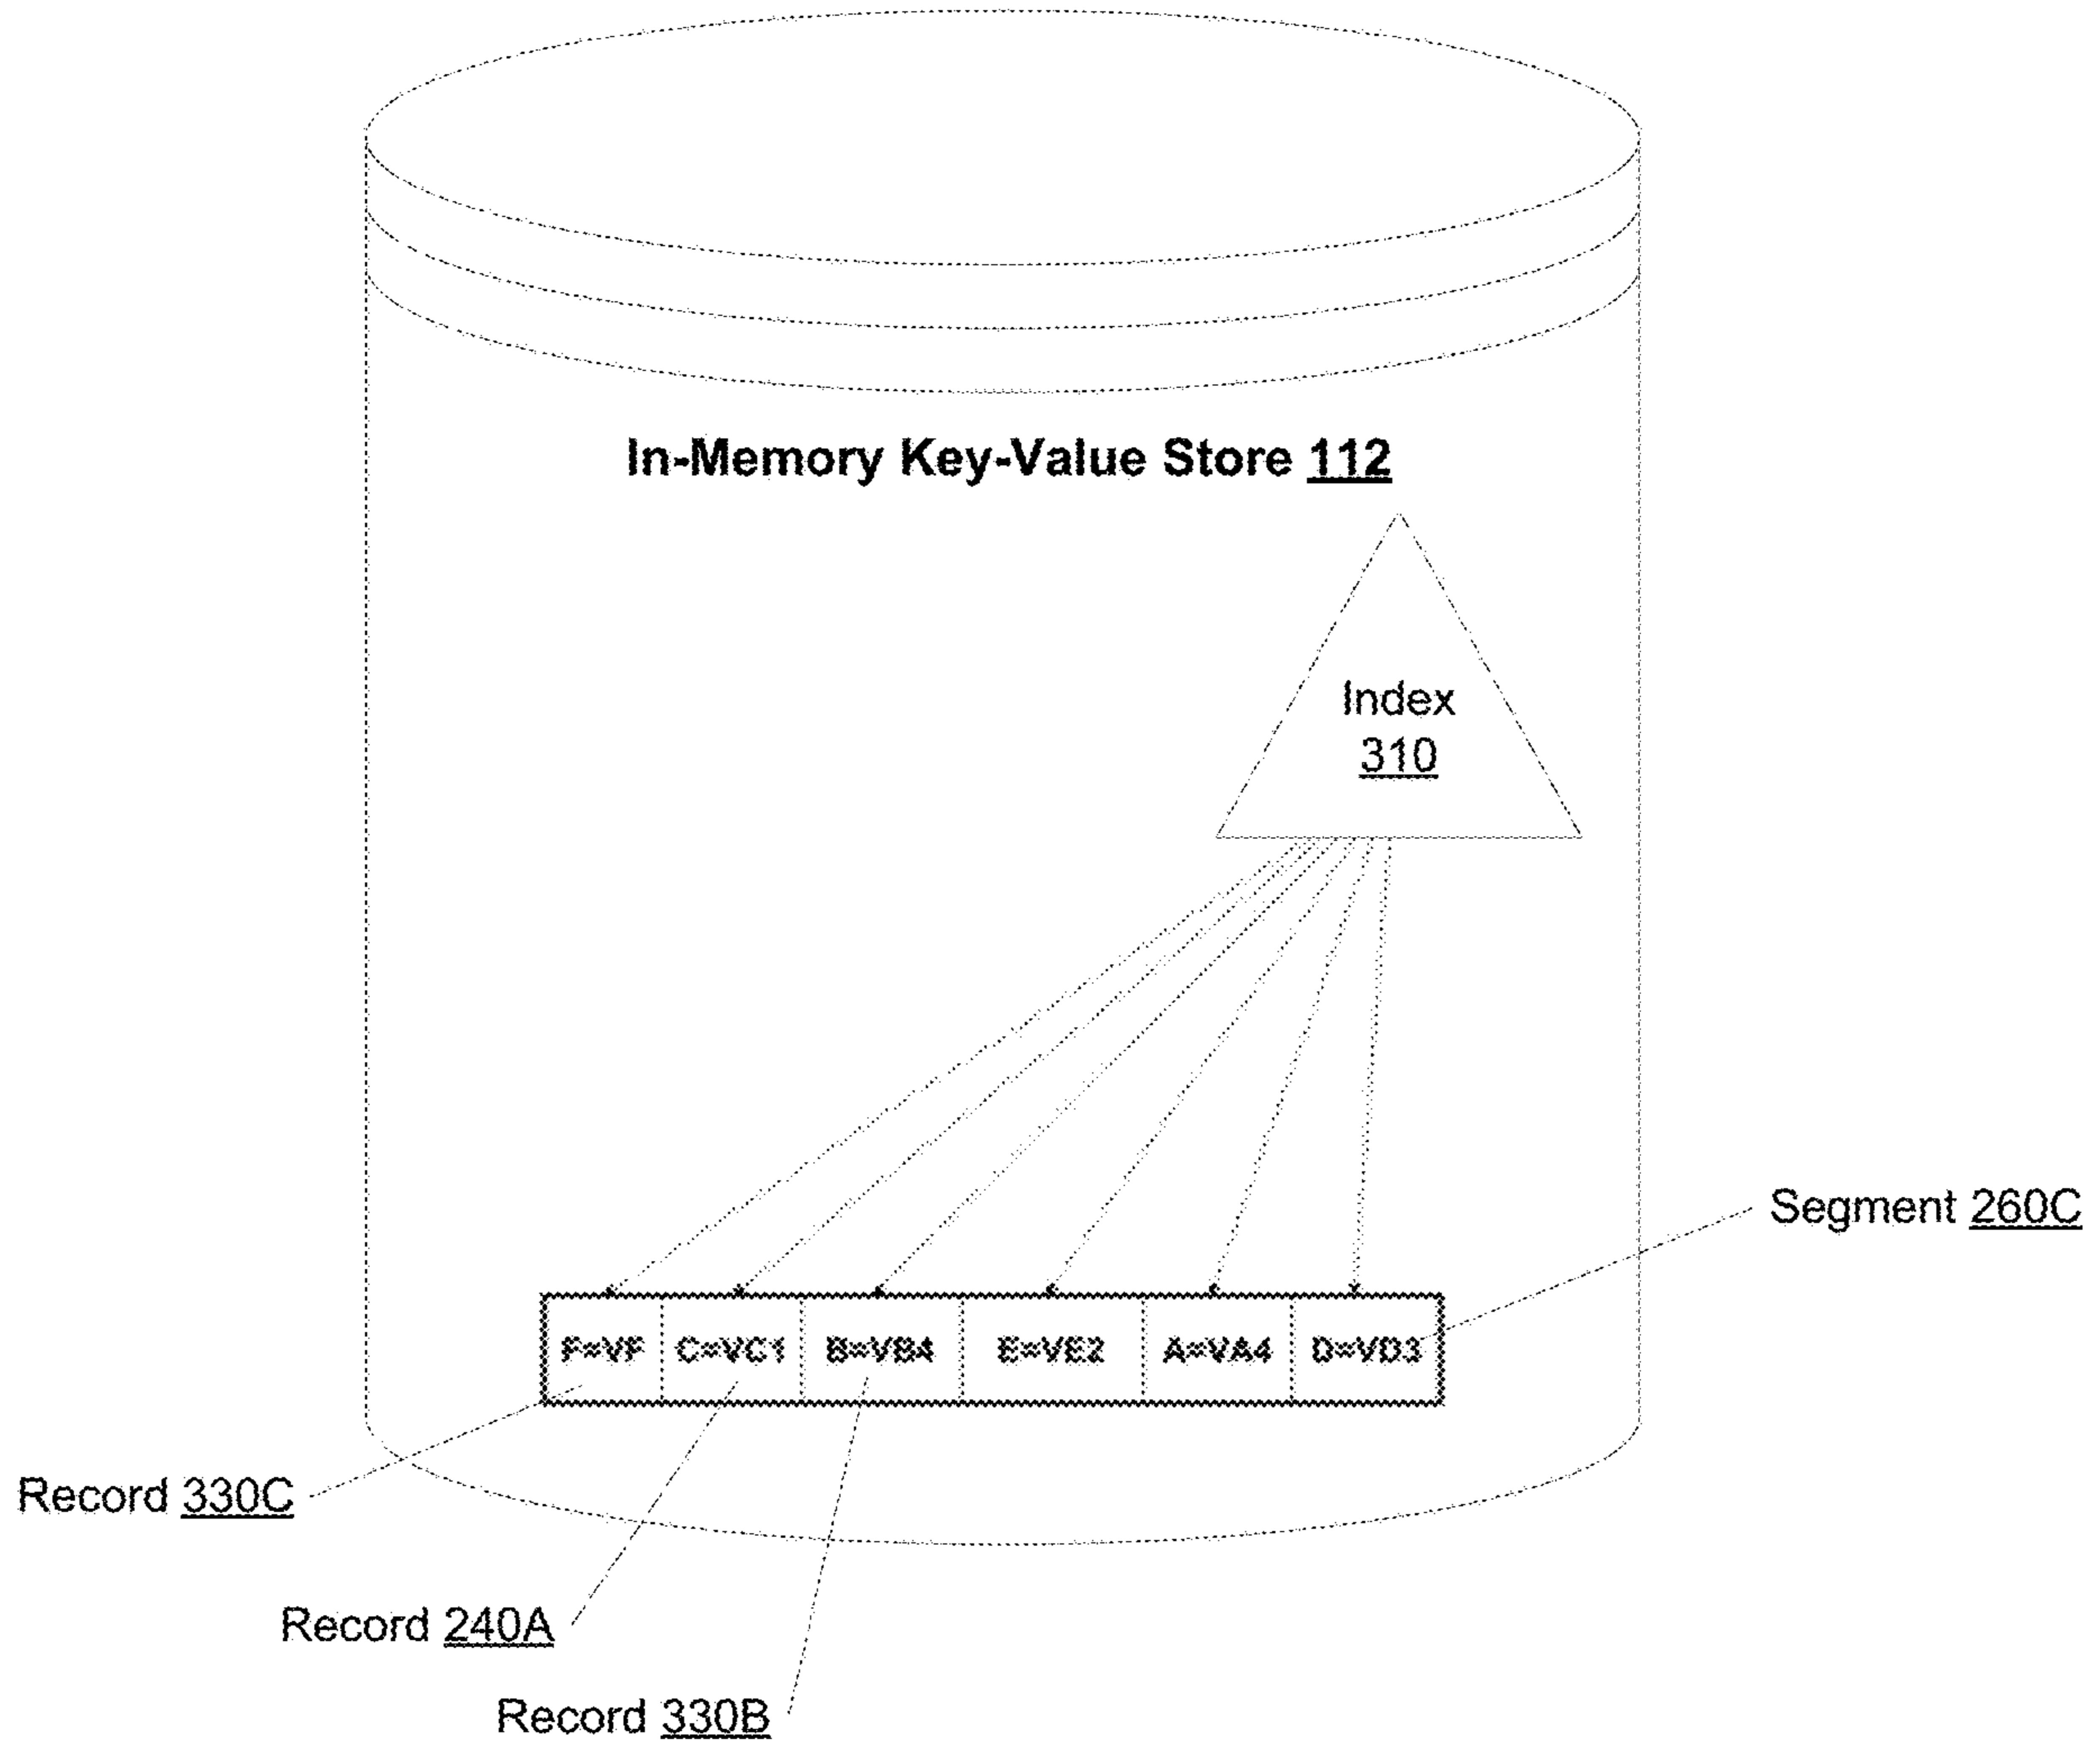 In-Memory Key-Value Store 112
Index
310
Segment 260C
F=VF C=VC1 B=VB4 E=VE2 A=VA4 D=VD3
Record 330C
Record 240A
Record 330B